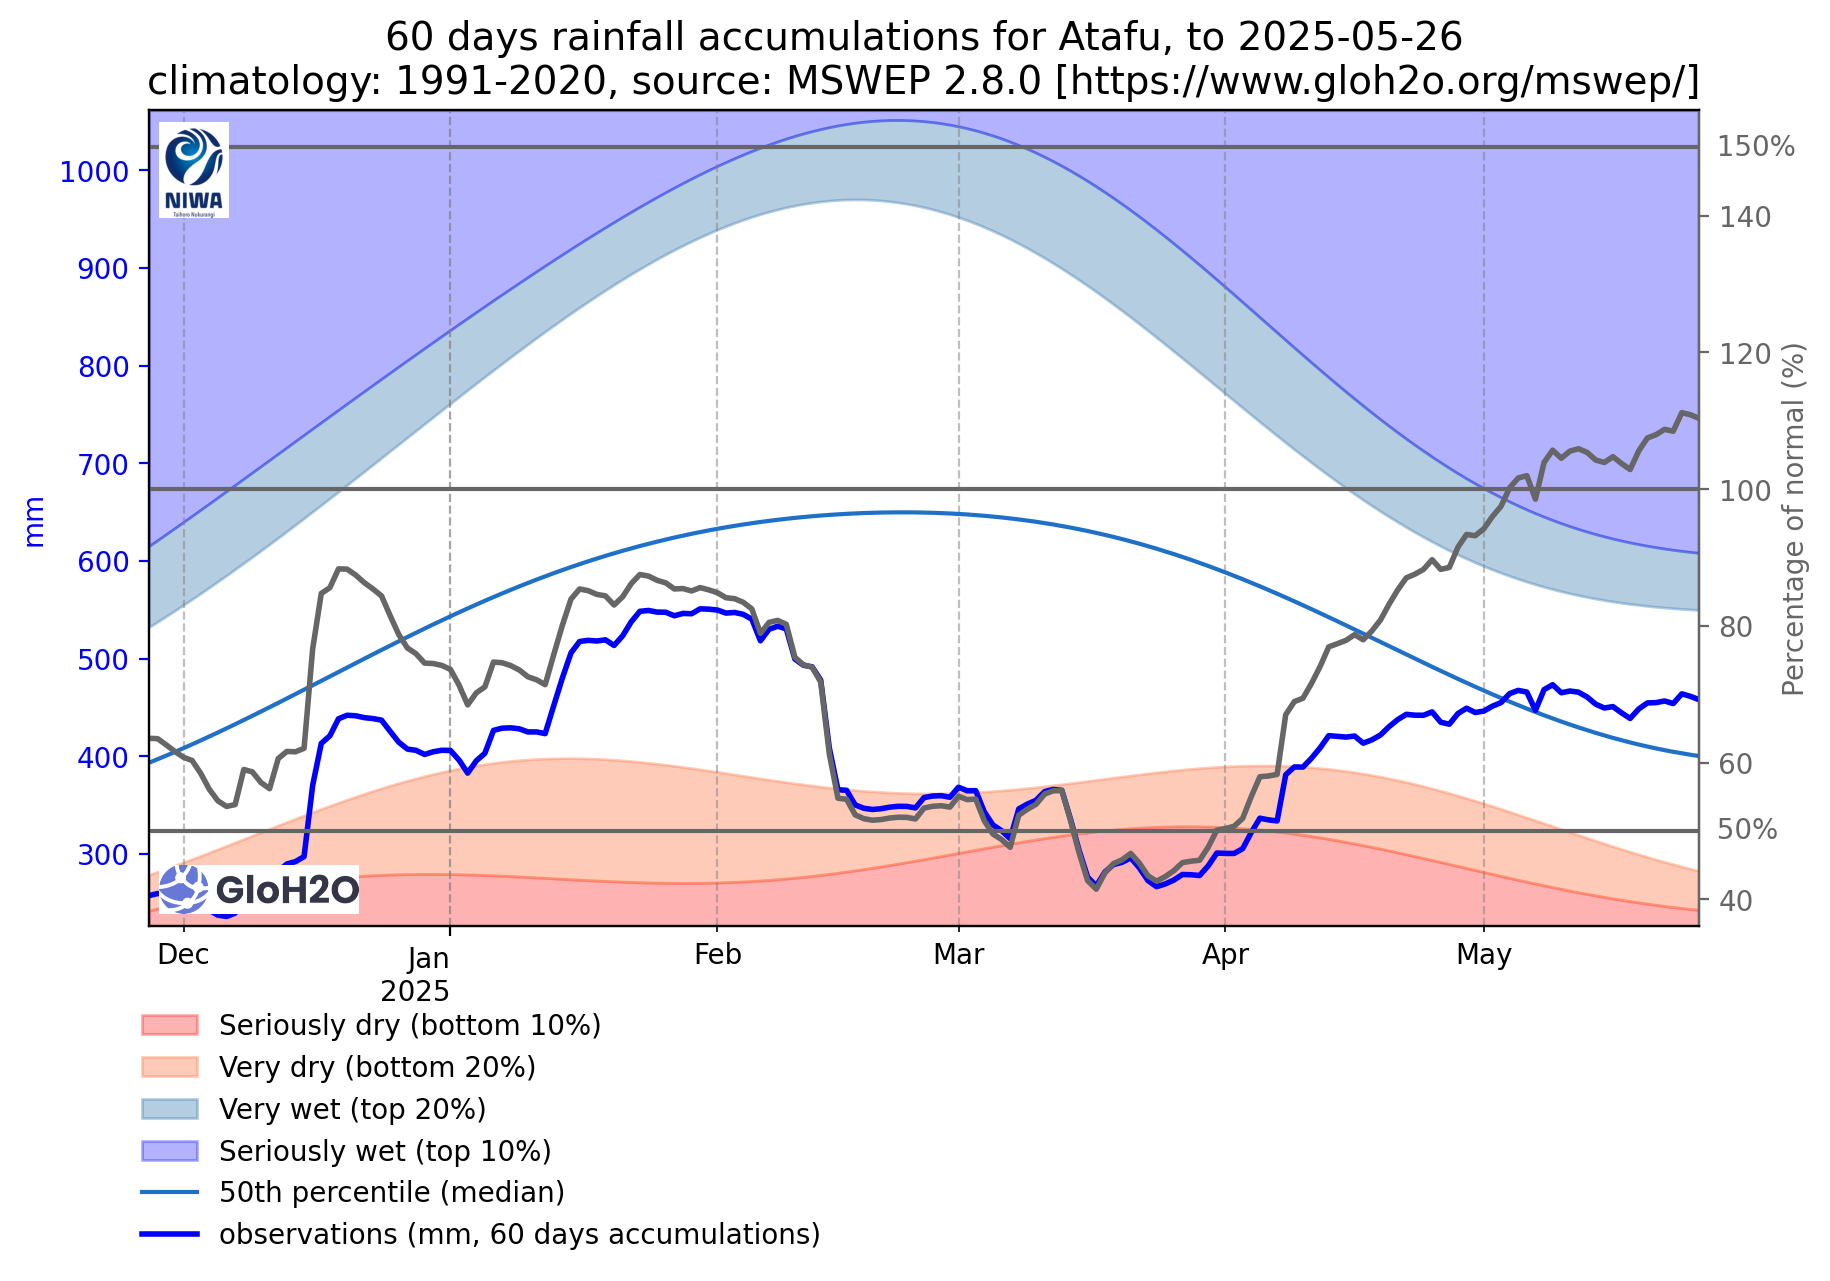 60 days rainfall accumulations for Atafu, to 2025-05-26
climatology: 1991-2020, source: MSWEP 2.8.0 [https://www.gloh2o.org/mswep/]
NIWA
Taihoro Nukurangi
1000
900
800
700
600
500
400
300
mm
150%
140
120
100
80
60
50%
40
Percentage of normal (%)
GloH2O
Dec
Jan
2025
Feb
Mar
Apr
May
Seriously dry (bottom 10%)
Very dry (bottom 20%)
Very wet (top 20%)
Seriously wet (top 10%)
50th percentile (median)
observations (mm, 60 days accumulations)